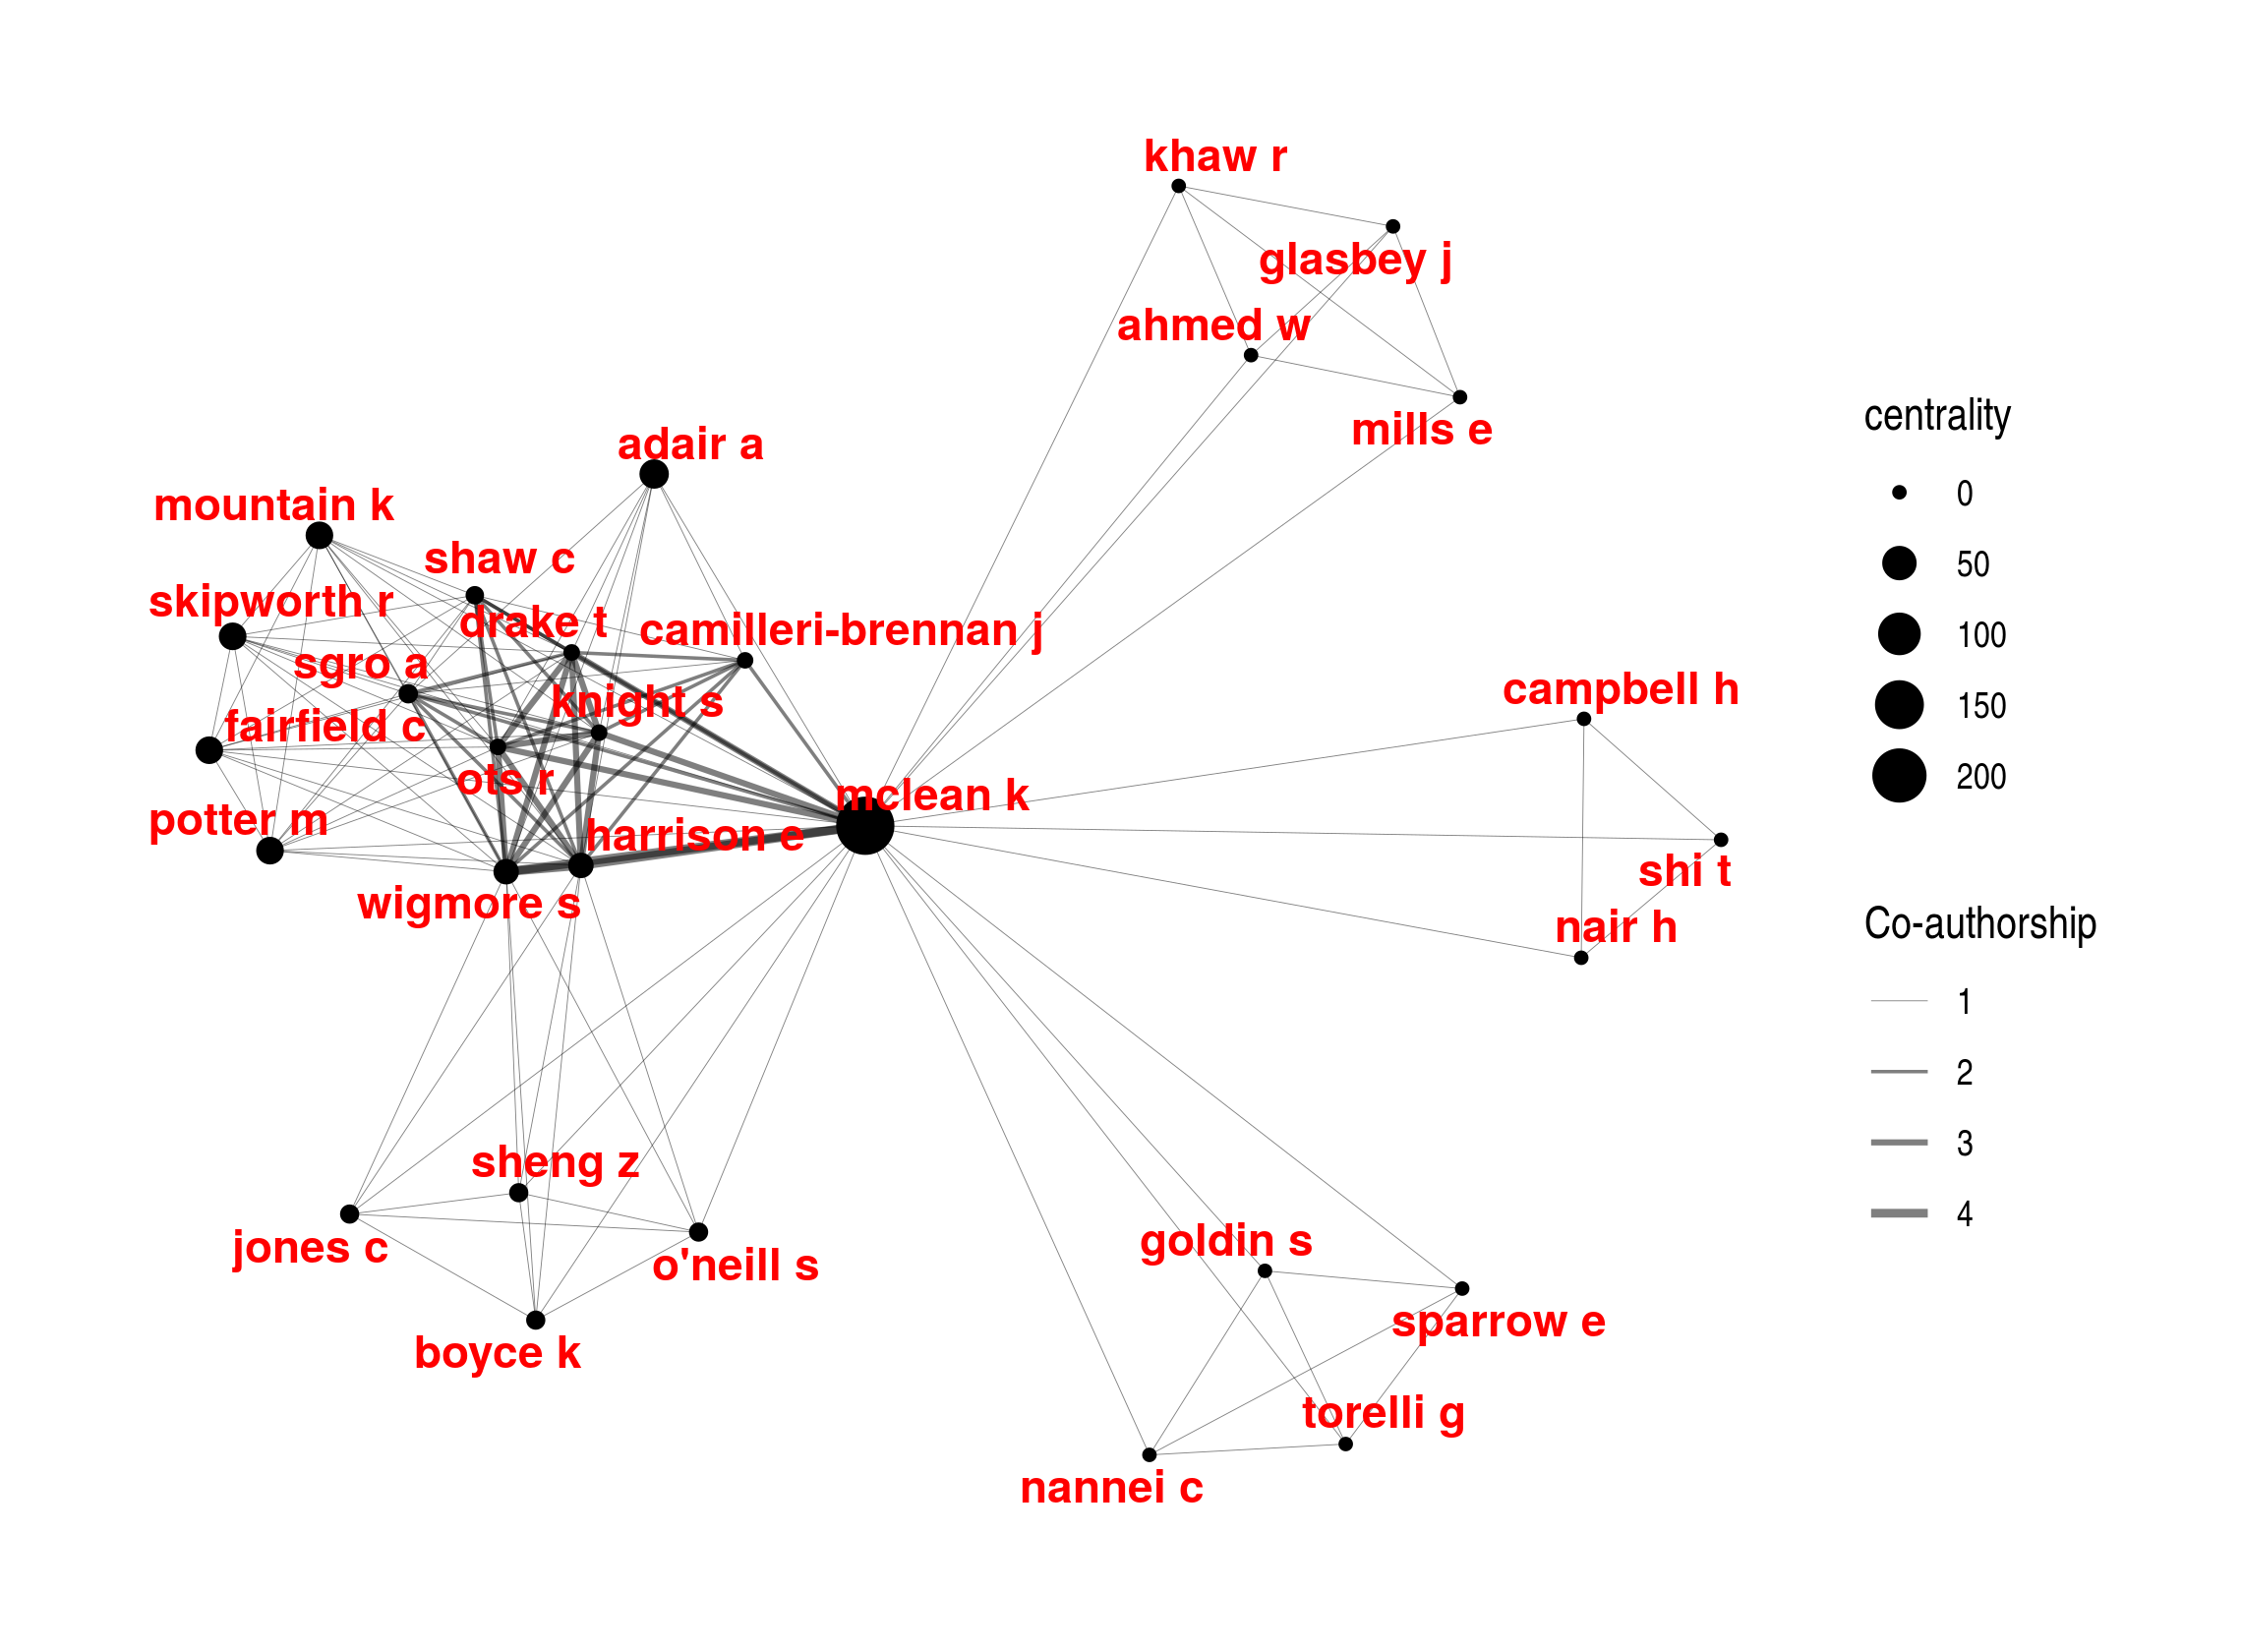 khaw r
glasbey j
ahmed w
mills e
adair a
mountain k
shaw c
skipworth r
drake t
camilleri-brennan j
sgro a
knight s
fairfield c
ots r
mclean k
potter m
harrison e
wigmore s
campbell h
shi t
nair h
sheng z
jones c
o'neill s
boyce k
goldin s
sparrow e
torelli g
nannei c
centrality
0
50
100
150
200
Co-authorship
1
2
3
4